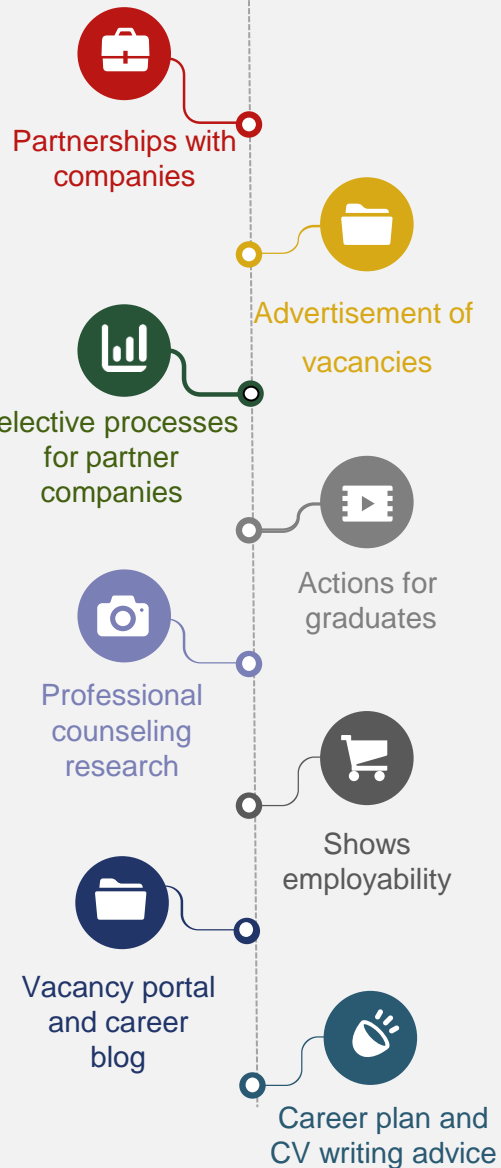 Partnerships with
companies
Advertisement of
vacancies
elective processes
for partner
companies
Actions for
graduates
Professional
counseling
research
Shows
employability
Vacancy portal
and career
blog
Career plan and
CV writing advice